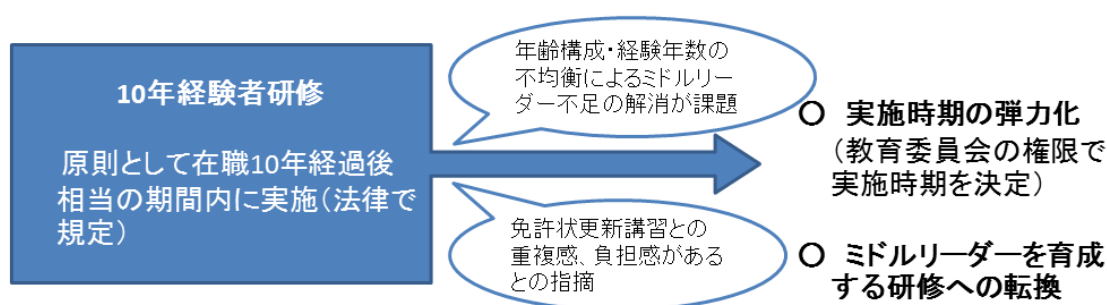 10年経験者研修
原則として在職10年経過後
相当の期間内に実施(法律で
規定)
年齢構成・経験年数の
不均衡によるミドルリー
ダー不足の解消が課題
免許状更新講習との
重複感、負担感がある
との指摘
〇 実施時期の弾力化
(教育委員会の権限で
実施時期を決定)
〇 ミドルリーダーを育成
する研修への転換